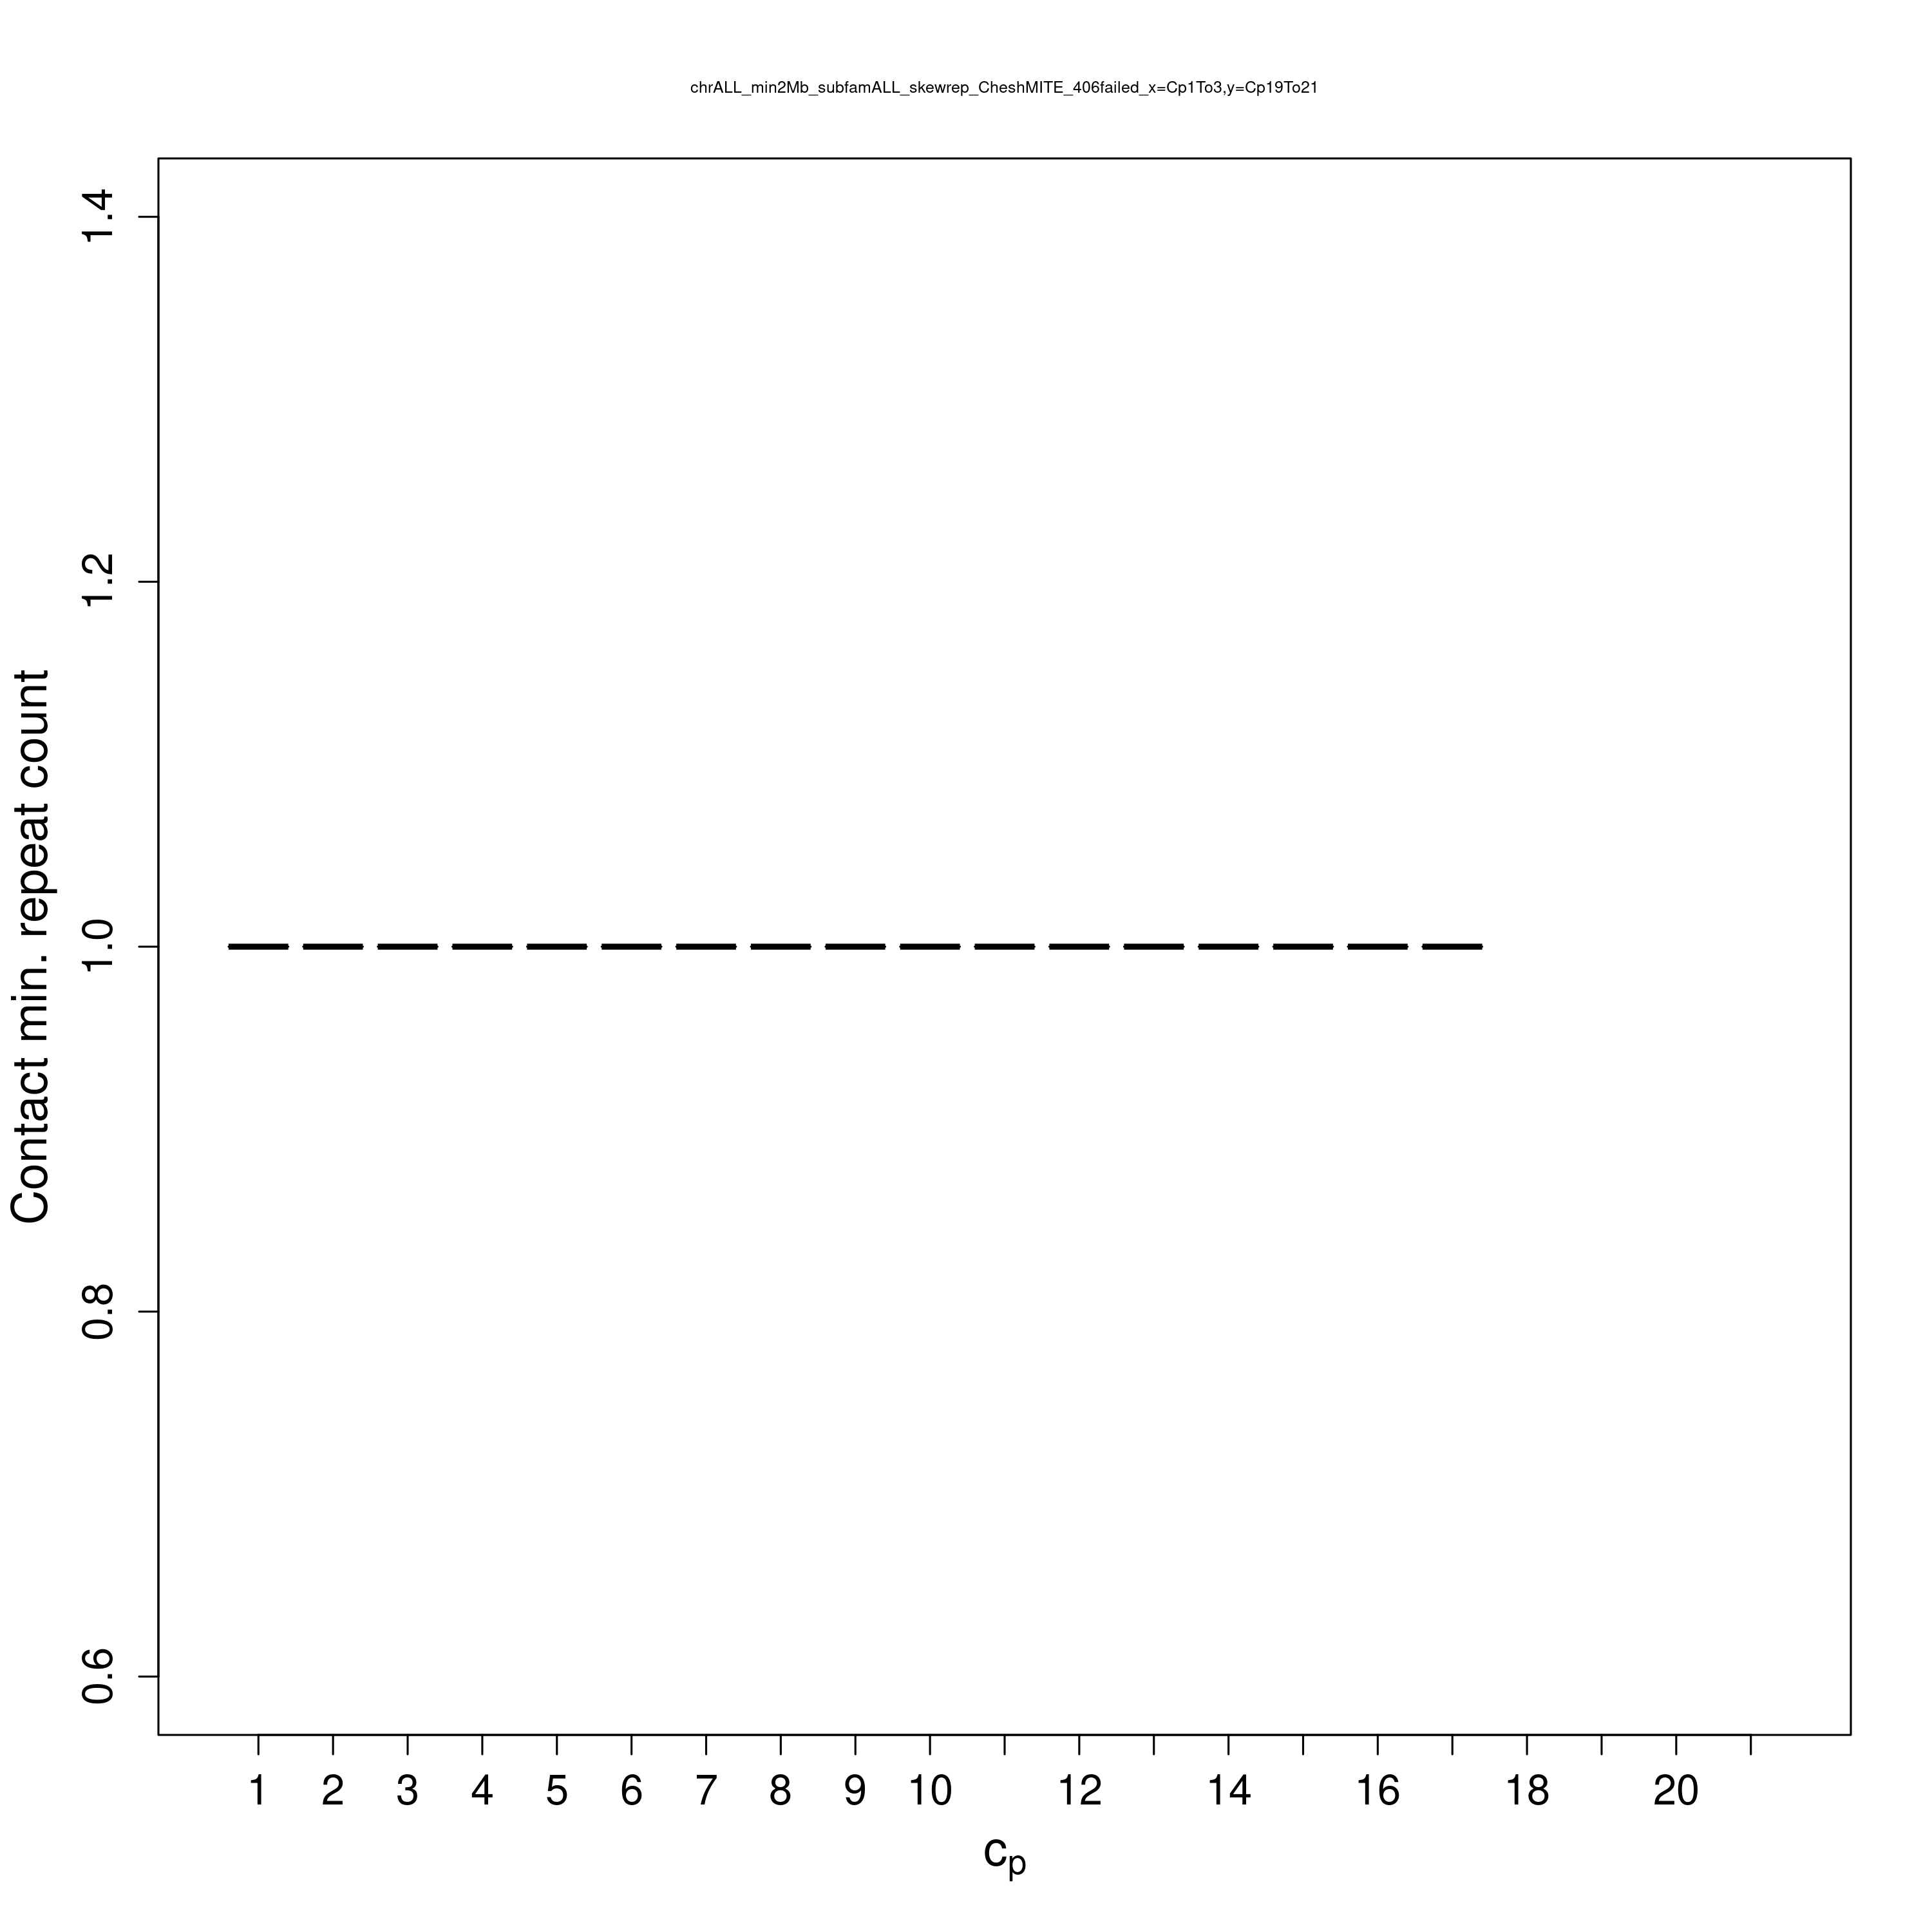 chrALL_min2Mb_subfamALL_skewrep_CheshMITE_406failed_x=Cp1To3,y=Cp19To21
Contact min. repeat count
1.4
1.2
1.0
0.8
0.6
1 2 3 4 5 6 7 8 9 10 12 14 16 18 20
cp